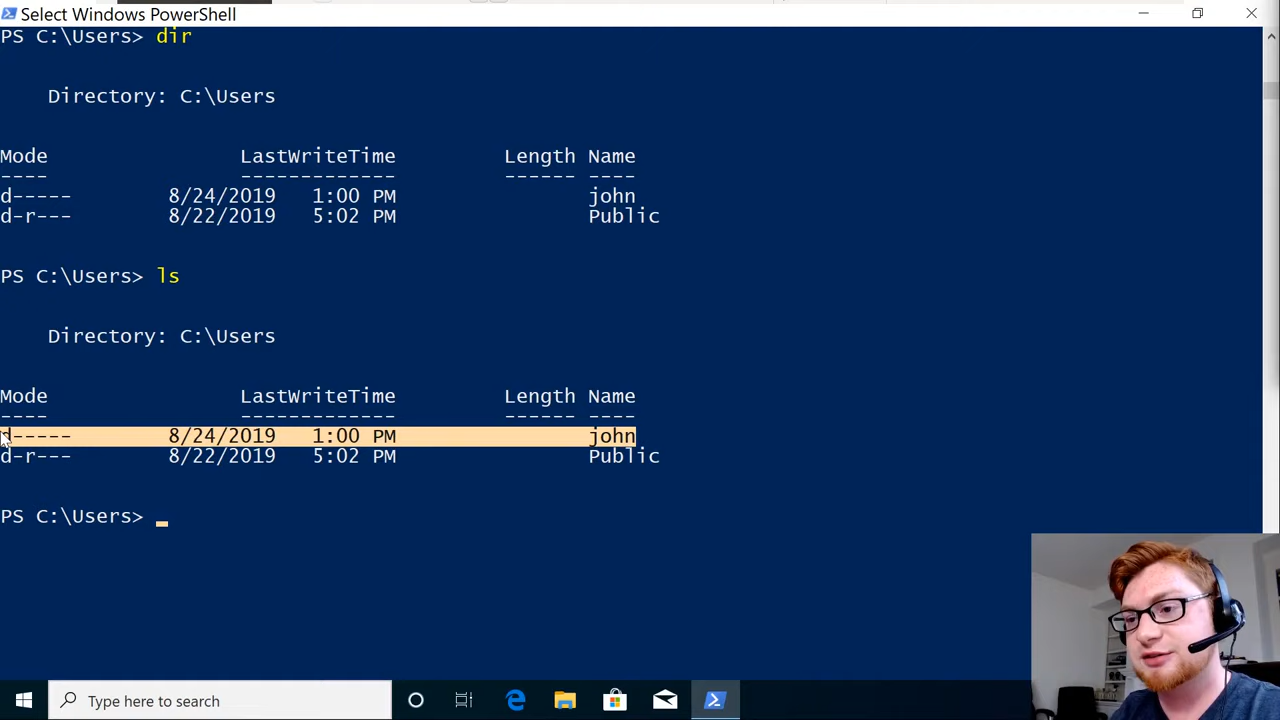 Select Windows PowerShell
PS C:\Users> dir
Directory: C:\Users
Mode LastWriteTime Length Name
---- ------------- ------ ----
d----- 8/24/2019 1:00 PM john
d-r--- 8/22/2019 5:02 PM Public
PS C:\Users> ls
Directory: C:\Users
Mode LastWriteTime Length Name
---- ------------- ------ ----
d----- 8/24/2019 1:00 PM john
d-r--- 8/22/2019 5:02 PM Public
PS C:\Users>
Type here to search